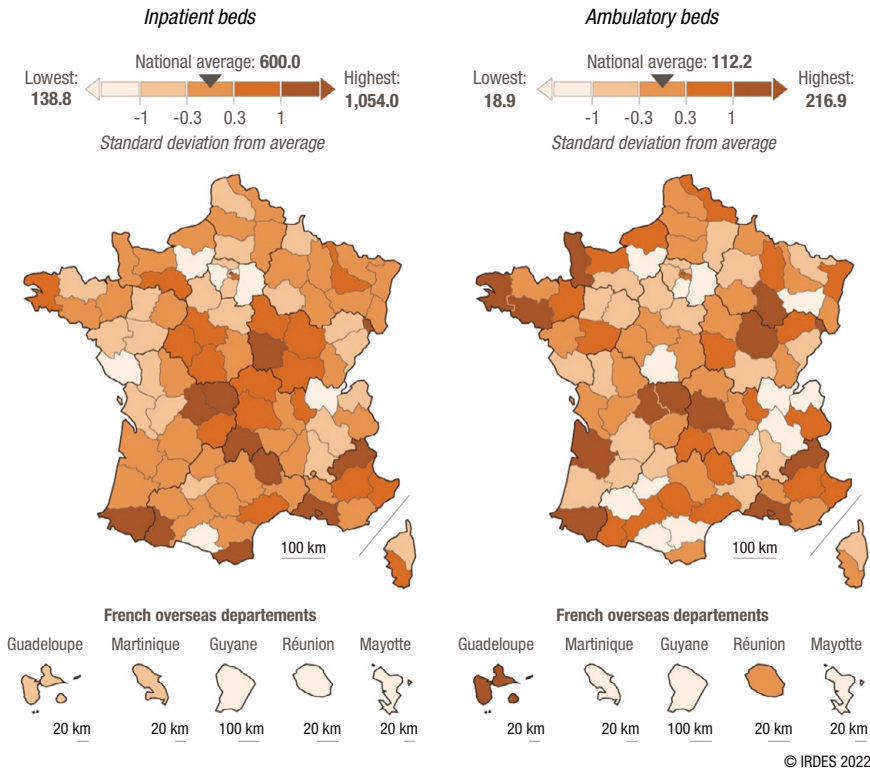 Inpatient beds
National average: 600.0
Lowest:
138.8
Highest:
1,054.0
-1 -0.3 0.3 1
Standard deviation from average
100 km
French overseas departements
Guadeloupe Martinique Guyane Réunion Mayotte
20 km 20 km 100 km 20 km 20 km
Ambulatory beds
National average: 112.2
Lowest:
18.9
Highest:
216.9
-1 -0.3 0.3 1
Standard deviation from average
100 km
French overseas departements
Guadeloupe Martinique Guyane Réunion Mayotte
20 km 20 km 100 km 20 km 20 km
© IRDES 2022